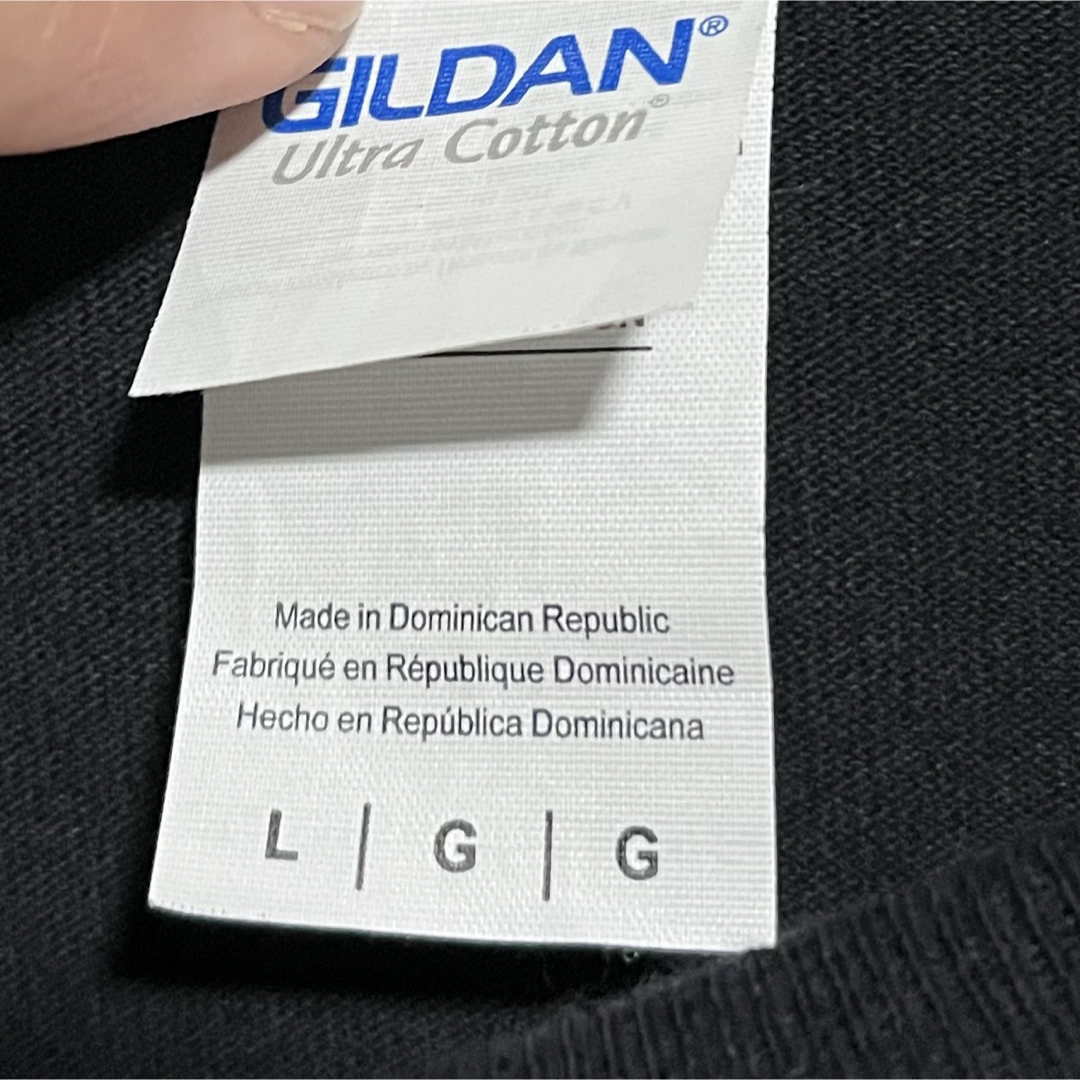 GILDAN®
Ultra Cotton®
Made in Dominican Republic
Fabriqué en République Dominicaine
Hecho en República Dominicana
L | G | G